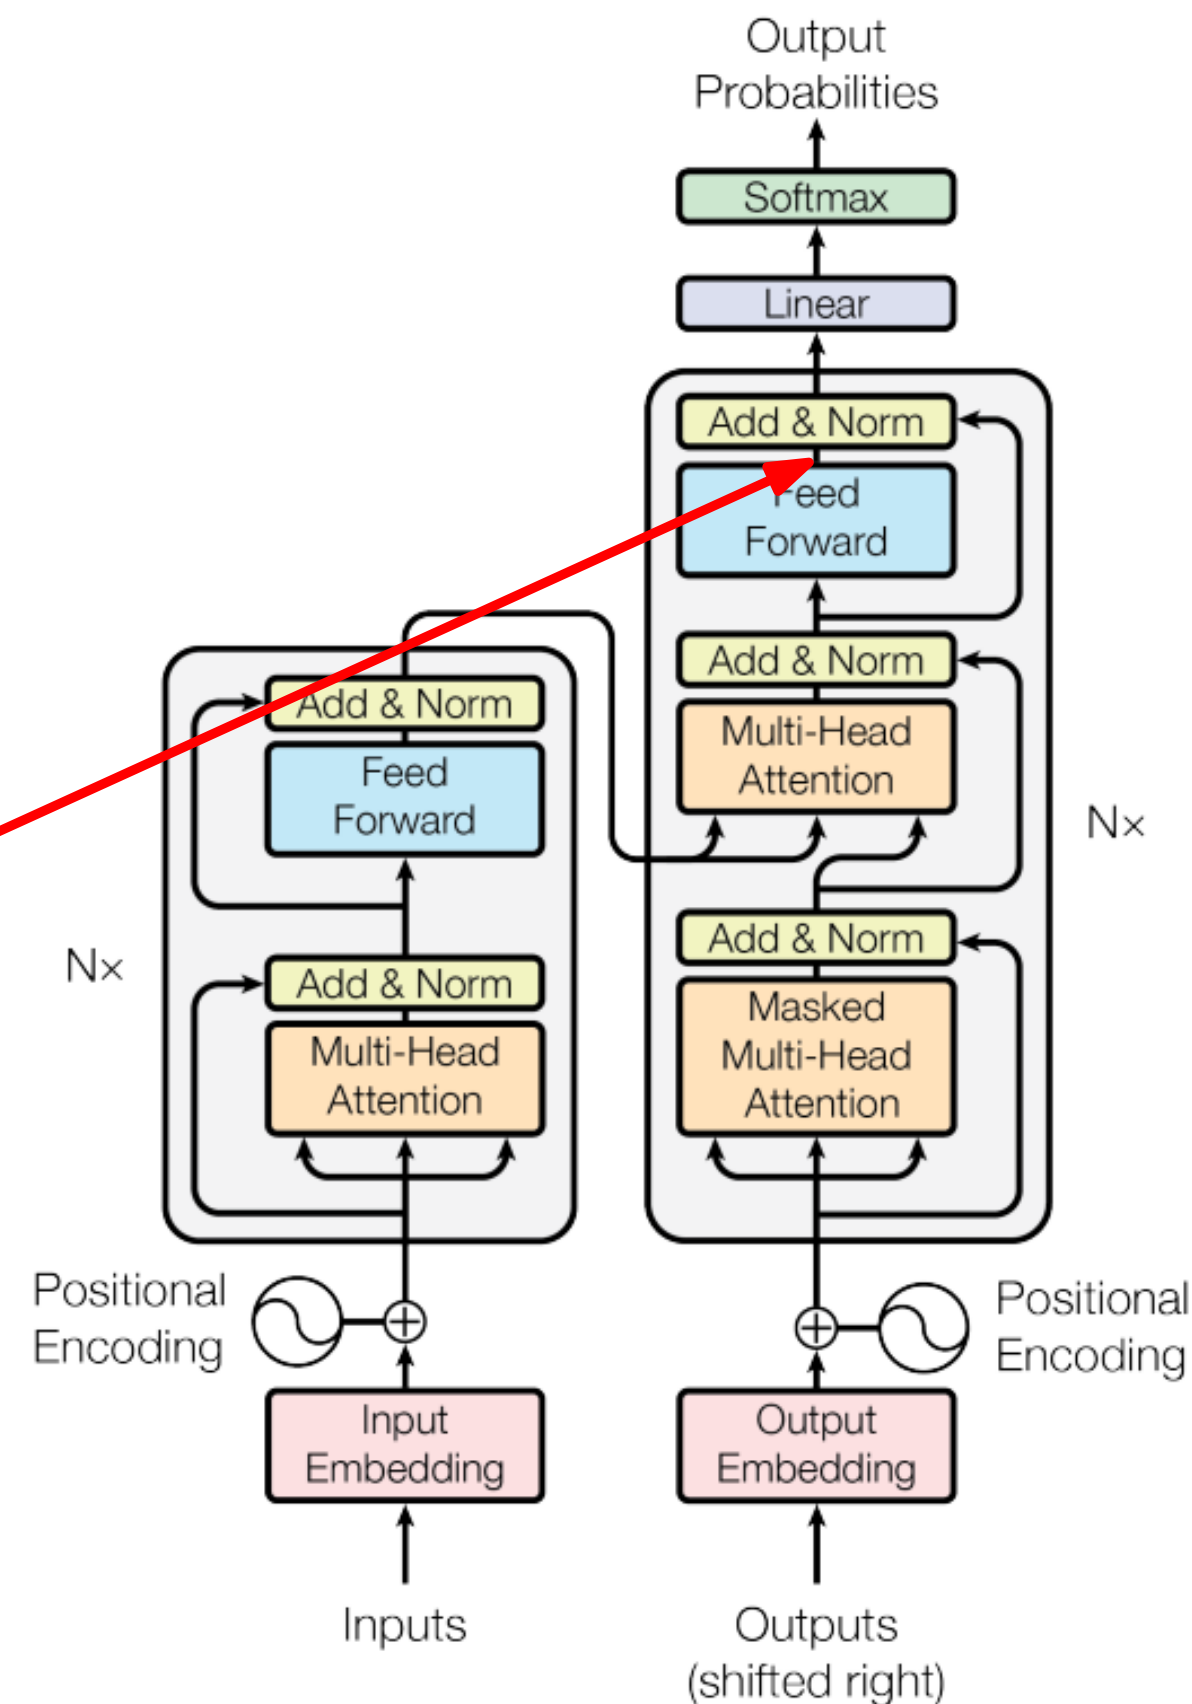 Output
Probabilities
Softmax
Linear
Add & Norm
Feed
Forward
Add & Norm
Multi-Head
Attention
Nx
Add & Norm
Masked
Multi-Head
Attention
Add & Norm
Feed
Forward
Nx
Add & Norm
Multi-Head
Attention
Positional
Encoding
Positional
Encoding
Input
Embedding
Output
Embedding
Inputs
Outputs
(shifted right)